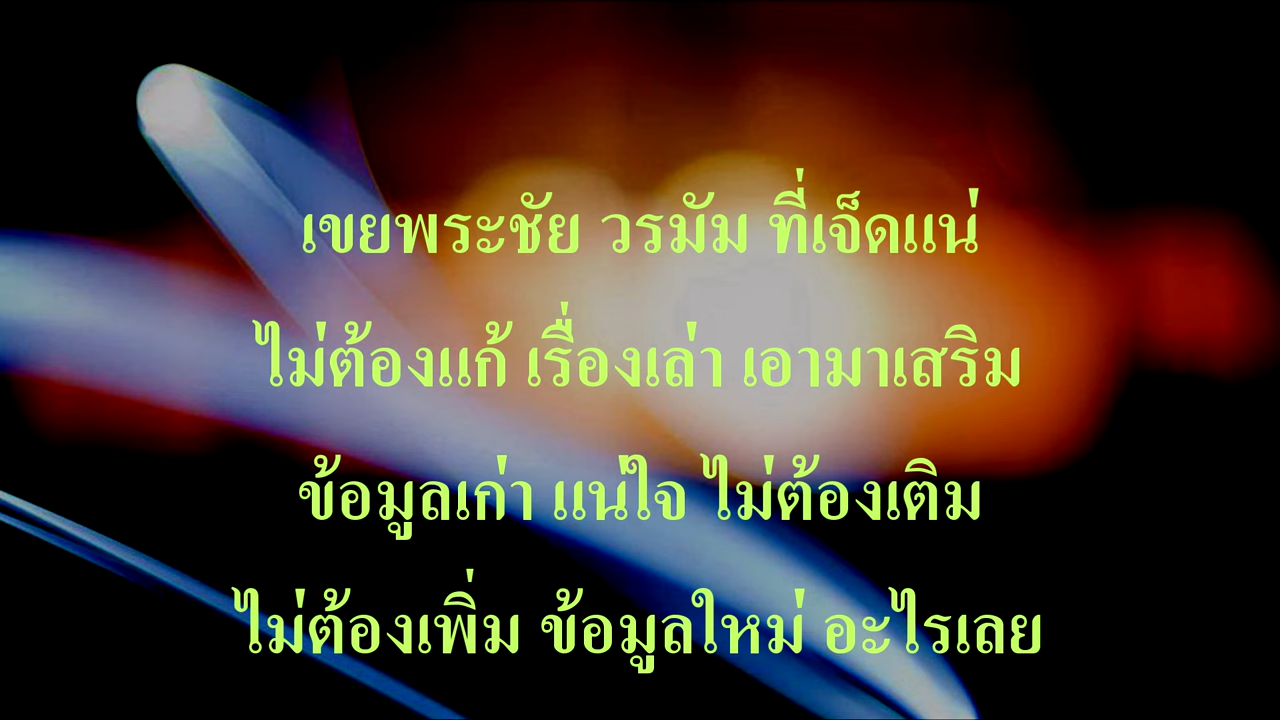 เขยพระชัย วรมัม ที่เจ็ดแน่
ไม่ต้องแก้ เรื่องเล่า เอามาเสริม
ข้อมูลเก่า แน่ใจ ไม่ต้องเติม
ไม่ต้องเพิ่ม ข้อมูลใหม่ อะไรเลย